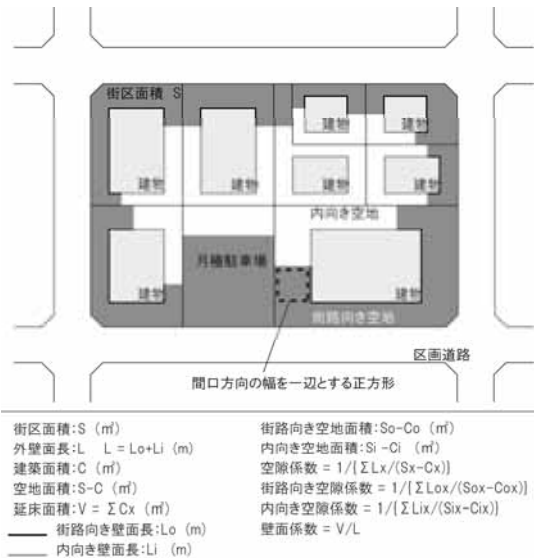 街区面積 S
建物
建物
建物
建物
建物
建物
内向き空地
月極駐車場
建物
建物
街路向き空地
区画道路
間口方向の幅を一辺とする正方形
街区面積:S (㎡)
外壁面長:L L = Lo+Li (m)
建築面積:C (㎡)
空地面積:S-C (㎡)
延床面積:V = ΣCx (㎡)
街路向き壁面長:Lo (m)
内向き壁面長:Li (m)
街路向き空地面積:So-Co (㎡)
内向き空地面積:Si -Ci (㎡)
空隙係数 = 1/{ΣLx/(Sx-Cx)}
街路向き空隙係数 = 1/{ΣLox/(Sox-Cox)}
内向き空隙係数 = 1/{ΣLix/(Six-Cix)}
壁面係数 = V/L